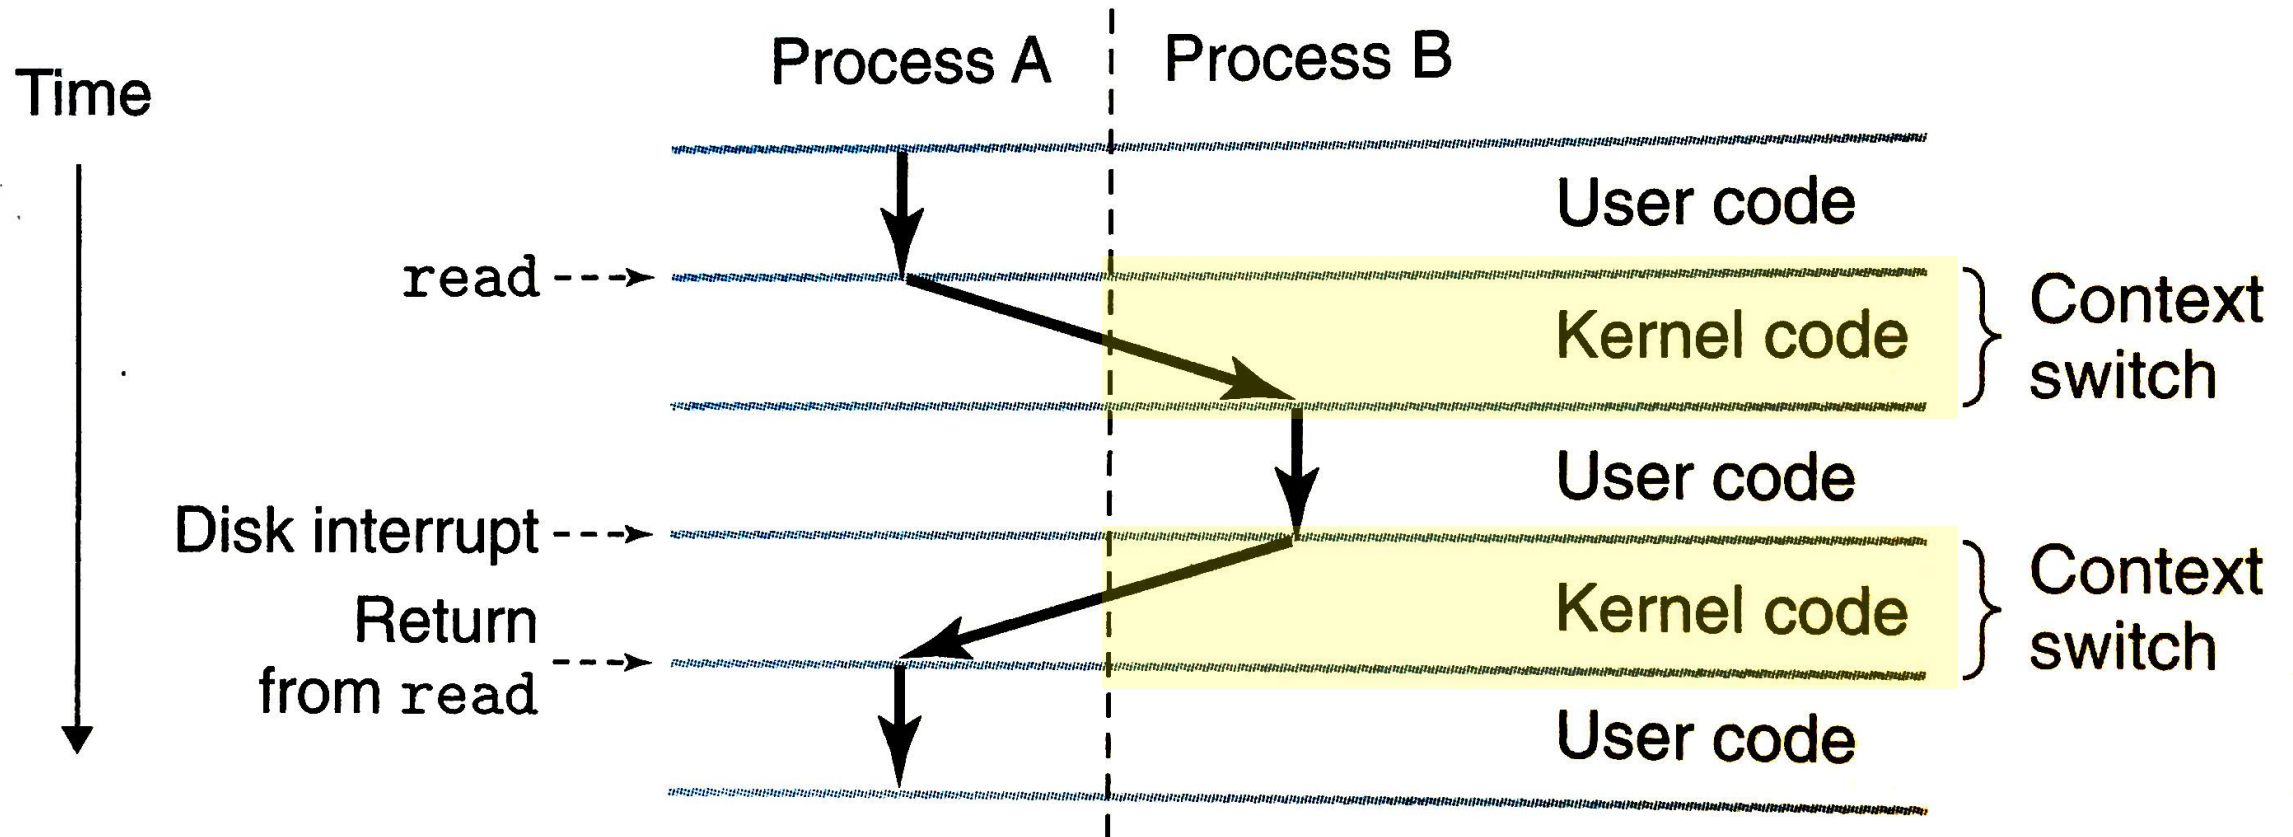 Process A
Process B
Time
User code
read
Kernel code
Context
switch
User code
Disk interrupt
Return
from read
Kernel code
Context
switch
User code